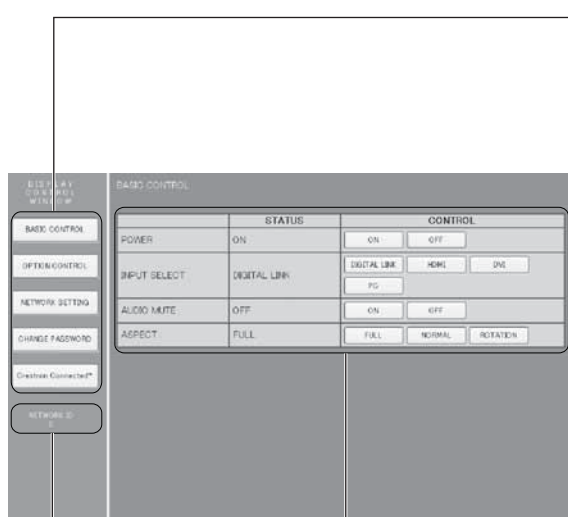 DISPLAY
CONTROL
WINDOW
BASIC CONTROL
OPTION CONTROL
NETWORK SETTING
CHANGE PASSWORD
Crestron Connected™
NETWORK ID
BASIC CONTROL
STATUS CONTROL
POWER ON ON OFF
INPUT SELECT DIGITAL LINK DIGITAL LINK HDMI DVI
PC
AUDIO MUTE OFF ON OFF
ASPECT FULL FULL NORMAL ROTATION